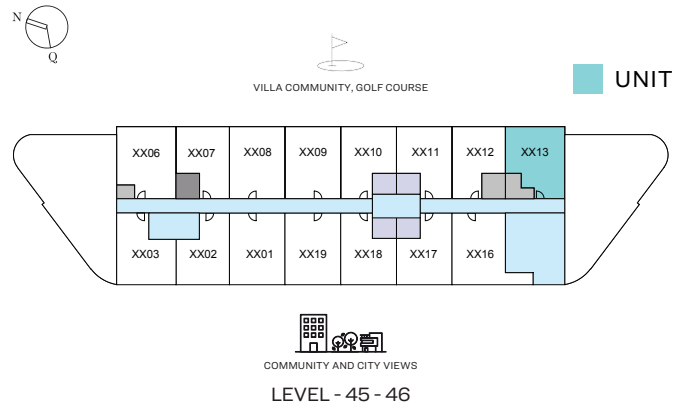 N
Q
VILLA COMMUNITY, GOLF COURSE
UNIT
XX06 XX07 XX08 XX09 XX10 XX11 XX12 XX13
XX03 XX02 XX01 XX19 XX18 XX17 XX16
COMMUNITY AND CITY VIEWS
LEVEL - 45 - 46